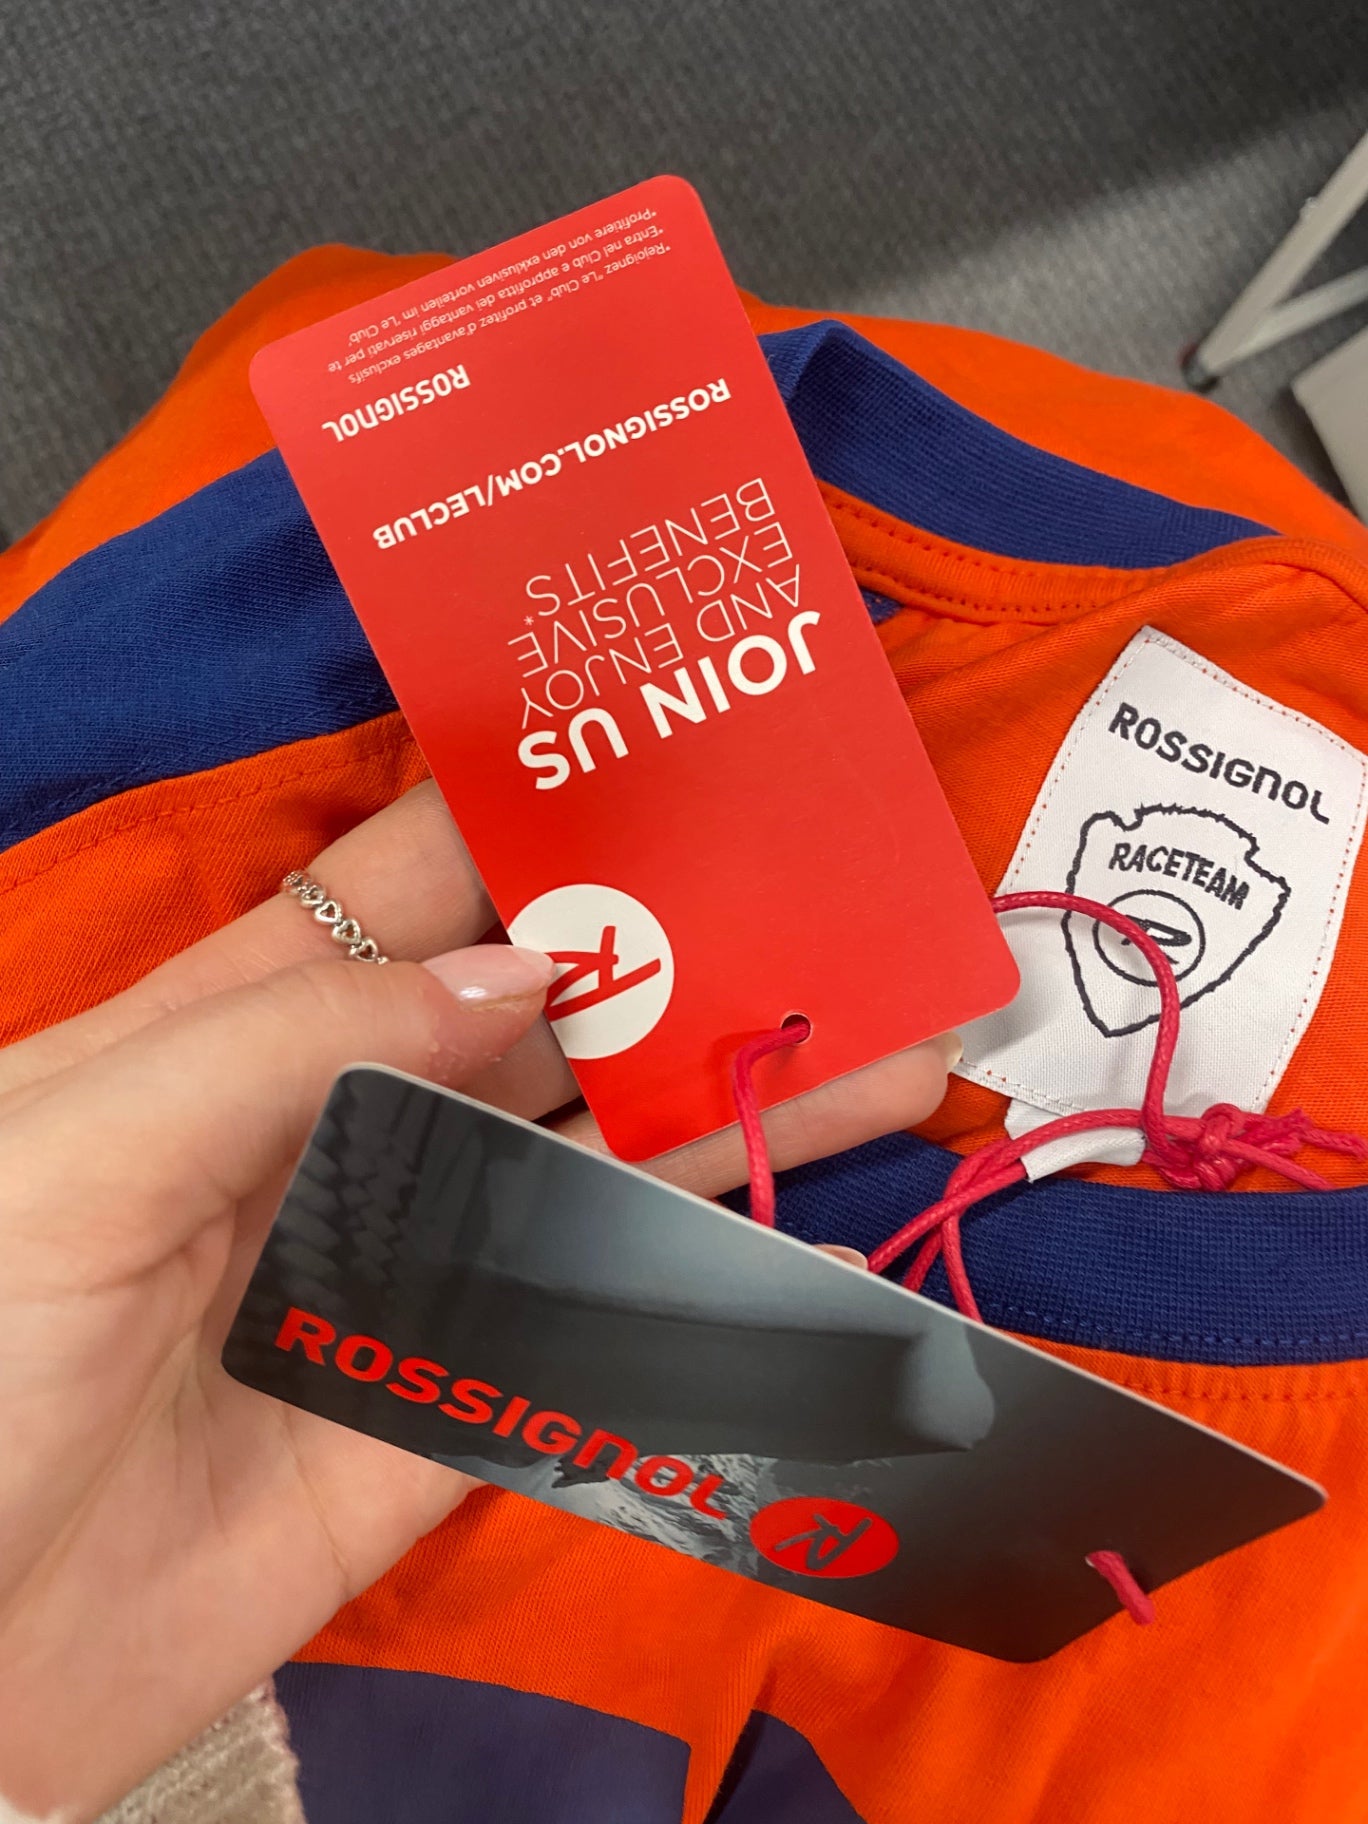 JOIN US
AND ENJOY
EXCLUSIVE
BENEFITS*
ROSSIGNOL.COM/LECLUB
ROSSIGNOL
*Rejoignez "Le Club" et profitez d'avantages exclusifs
*Entra nel Club e approfitta dei vantaggi riservati per te
*Profitiere von den exklusiven vorteilen im "Le Club"
ROSSIGNOL
RACETEAM
R
ROSSIGNOL
R
R